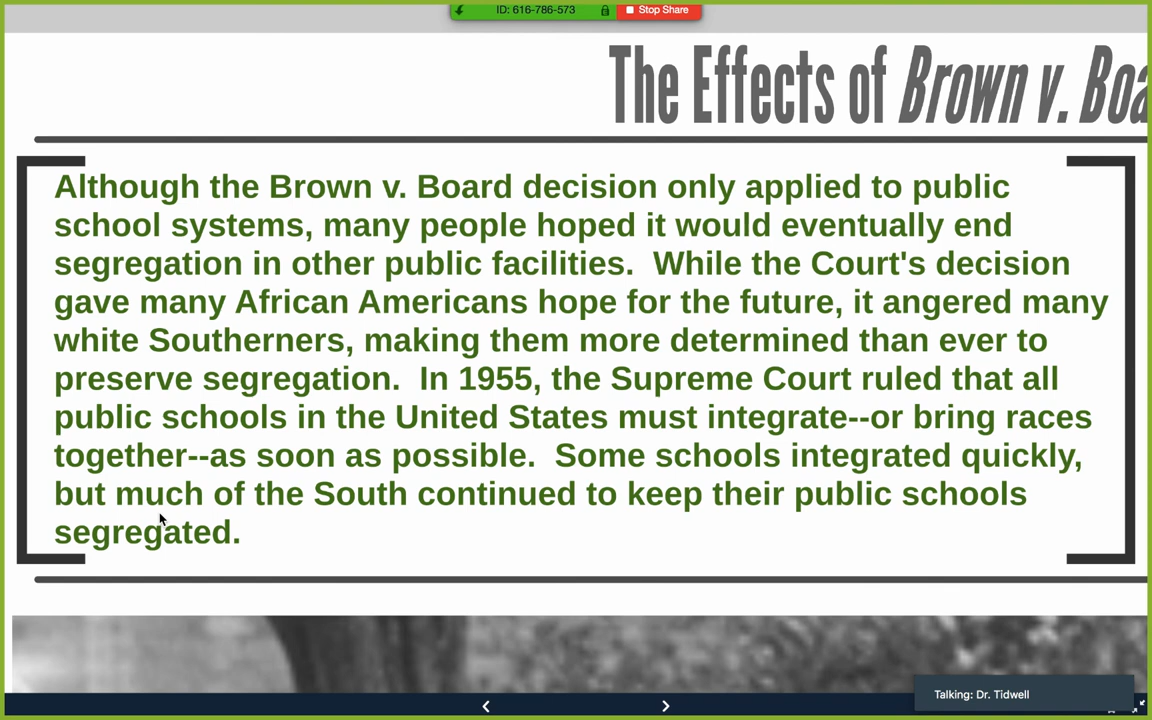 ID: 616-786-573
Stop Share
The Effects of Brown v. Boa
Although the Brown v. Board decision only applied to public
school systems, many people hoped it would eventually end
segregation in other public facilities.  While the Court's decision
gave many African Americans hope for the future, it angered many
white Southerners, making them more determined than ever to
preserve segregation.  In 1955, the Supreme Court ruled that all
public schools in the United States must integrate--or bring races
together--as soon as possible.  Some schools integrated quickly,
but much of the South continued to keep their public schools
segregated.
Talking: Dr. Tidwell